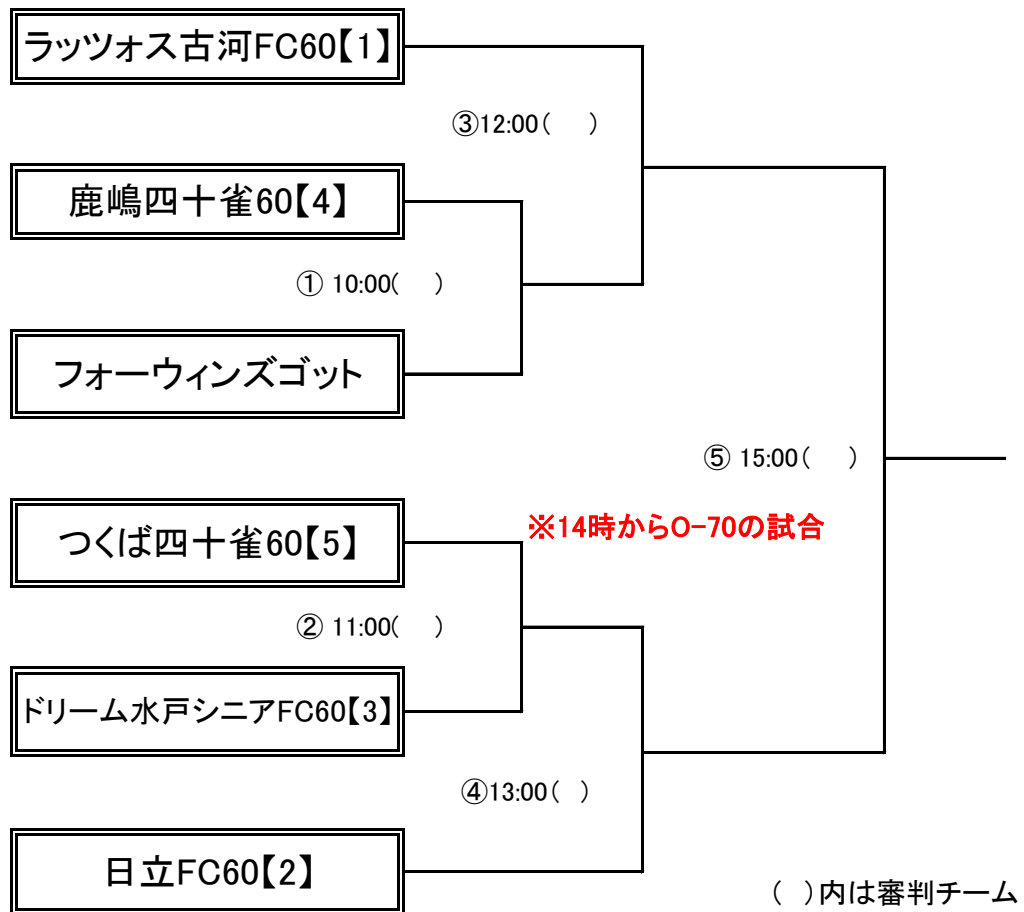 ラッツォス古河FC60【1】
③12:00(　)
鹿嶋四十雀60【4】
① 10:00(　)
フォーウィンズゴット
⑤ 15:00(　)
つくば四十雀60【5】
※14時からO-70の試合
② 11:00(　)
ドリーム水戸シニアFC60【3】
④13:00(　)
日立FC60【2】
(　)内は審判チーム